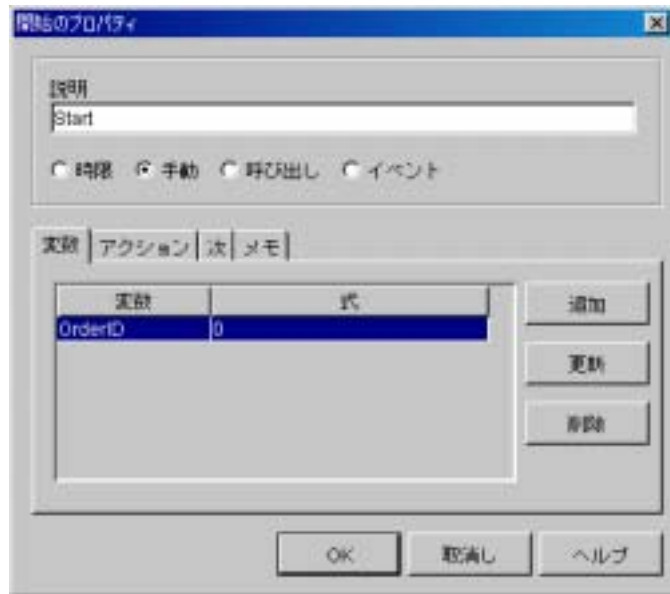 開始のプロパティ
説明
Start
時限 手動 呼び出し イベント
変数 アクション 次 メモ
変数 式
OrderID 0
追加
更新
削除
OK 取消し ヘルプ